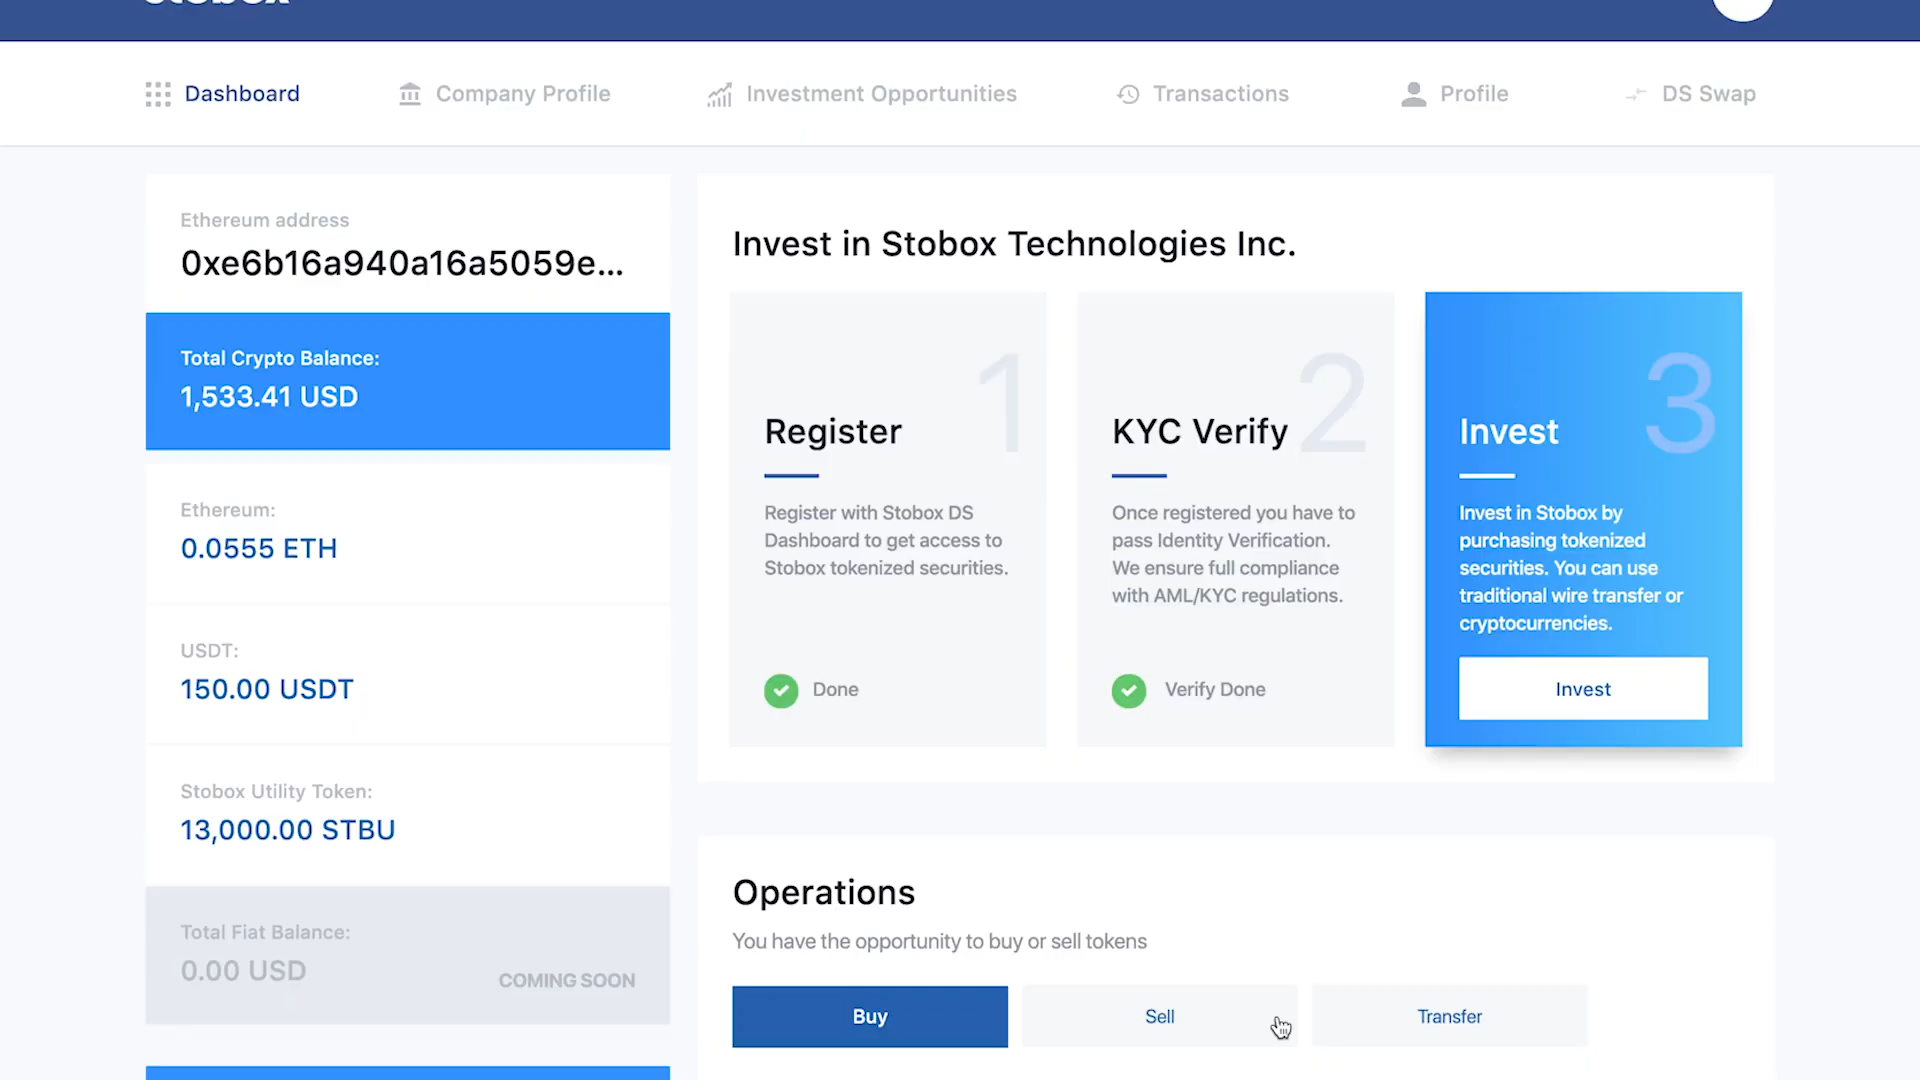 Dashboard
Company Profile
Investment Opportunities
Transactions
Profile
DS Swap
Ethereum address
0xe6b16a940a16a5059e...
Total Crypto Balance:
1,533.41 USD
Ethereum:
0.0555 ETH
USDT:
150.00 USDT
Stobox Utility Token:
13,000.00 STBU
Total Fiat Balance:
0.00 USD
COMING SOON
Invest in Stobox Technologies Inc.
1
Register
Register with Stobox DS
Dashboard to get access to
Stobox tokenized securities.
Done
2
KYC Verify
Once registered you have to
pass Identity Verification.
We ensure full compliance
with AML/KYC regulations.
Verify Done
3
Invest
Invest in Stobox by
purchasing tokenized
securities. You can use
traditional wire transfer or
cryptocurrencies.
Invest
Operations
You have the opportunity to buy or sell tokens
Buy
Sell
Transfer